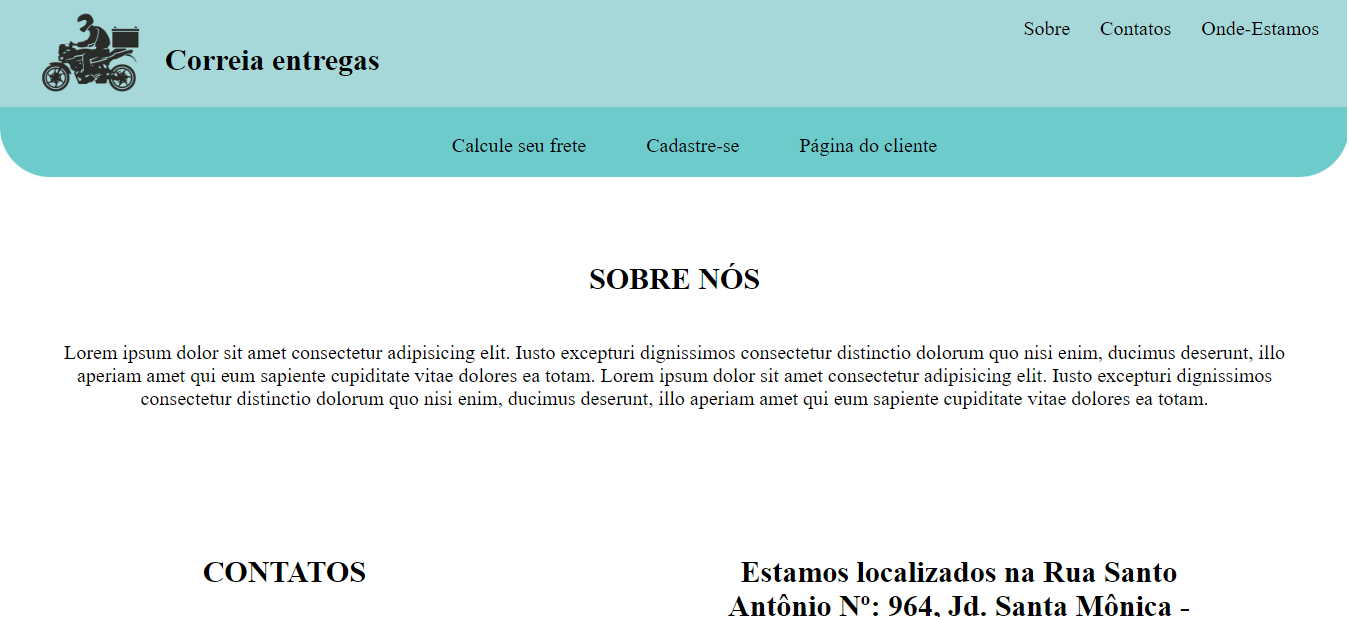 Correia entregas
Sobre Contatos Onde-Estamos
Calcule seu frete Cadastre-se Página do cliente
SOBRE NÓS
Lorem ipsum dolor sit amet consectetur adipisicing elit. Iusto excepturi dignissimos consectetur distinctio dolorum quo nisi enim, ducimus deserunt, illo
aperiam amet qui eum sapiente cupiditate vitae dolores ea totam. Lorem ipsum dolor sit amet consectetur adipisicing elit. Iusto excepturi dignissimos
consectetur distinctio dolorum quo nisi enim, ducimus deserunt, illo aperiam amet qui eum sapiente cupiditate vitae dolores ea totam.
CONTATOS
Estamos localizados na Rua Santo
Antônio Nº: 964, Jd. Santa Mônica -